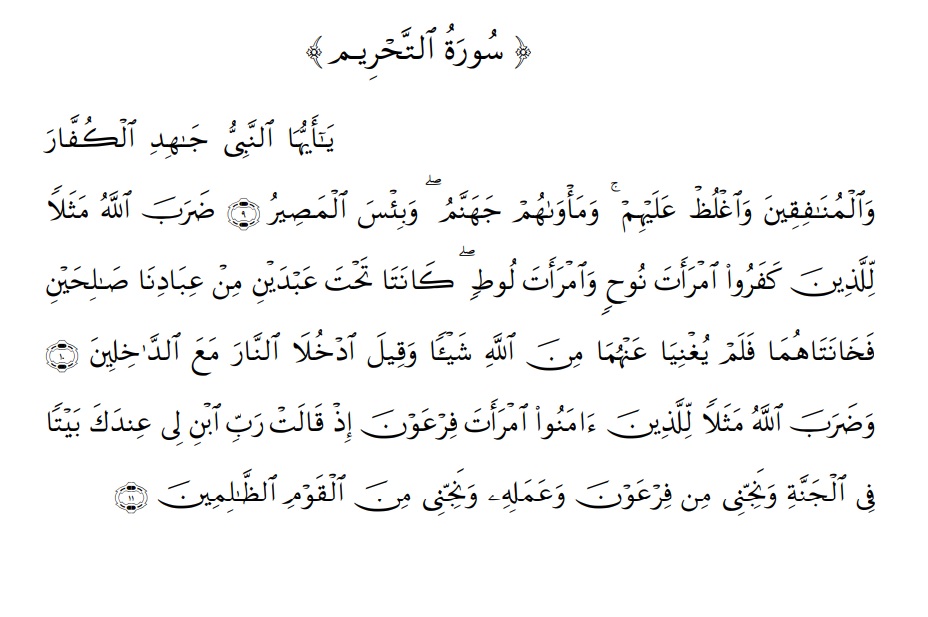 ﴿ سُورَةُ ٱلتَّحْرِيم ﴾
يَـٰٓأَيُّهَا ٱلنَّبِىُّ جَـٰهِدِ ٱلْكُفَّارَ
وَٱلْمُنَـٰفِقِينَ وَٱغْلُظْ عَلَيْهِمْ ۚ وَمَأْوَىٰهُمْ جَهَنَّمُ ۖ وَبِئْسَ ٱلْمَصِيرُ ۝٩ ضَرَبَ ٱللَّهُ مَثَلًا
لِّلَّذِينَ كَفَرُوا۟ ٱمْرَأَتَ نُوحٍ وَٱمْرَأَتَ لُوطٍ ۖ كَانَتَا تَحْتَ عَبْدَيْنِ مِنْ عِبَادِنَا صَـٰلِحَيْنِ
فَخَانَتَاهُمَا فَلَمْ يُغْنِيَا عَنْهُمَا مِنَ ٱللَّهِ شَيْـًٔا وَقِيلَ ٱدْخُلَا ٱلنَّارَ مَعَ ٱلدَّٰخِلِينَ ۝١٠
وَضَرَبَ ٱللَّهُ مَثَلًا لِّلَّذِينَ ءَامَنُوا۟ ٱمْرَأَتَ فِرْعَوْنَ إِذْ قَالَتْ رَبِّ ٱبْنِ لِى عِندَكَ بَيْتًا
فِى ٱلْجَنَّةِ وَنَجِّنِى مِن فِرْعَوْنَ وَعَمَلِهِۦ وَنَجِّنِى مِنَ ٱلْقَوْمِ ٱلظَّـٰلِمِينَ ۝١١